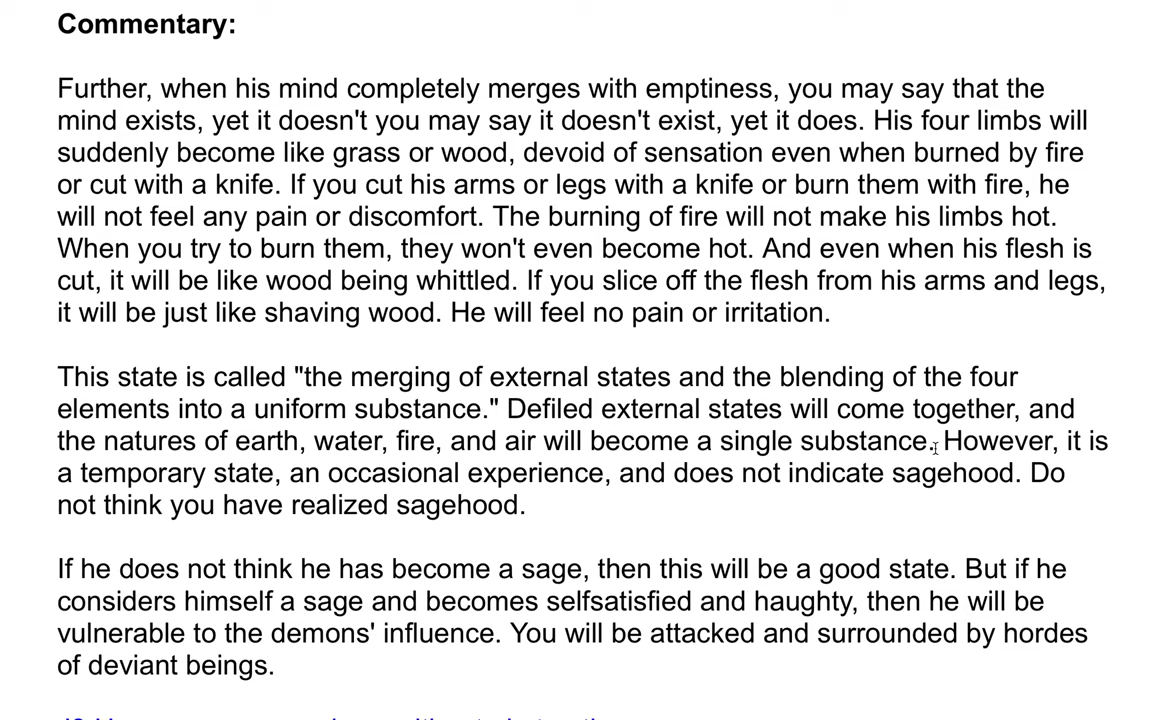 Commentary:
Further, when his mind completely merges with emptiness, you may say that the
mind exists, yet it doesn't you may say it doesn't exist, yet it does. His four limbs will
suddenly become like grass or wood, devoid of sensation even when burned by fire
or cut with a knife. If you cut his arms or legs with a knife or burn them with fire, he
will not feel any pain or discomfort. The burning of fire will not make his limbs hot.
When you try to burn them, they won't even become hot. And even when his flesh is
cut, it will be like wood being whittled. If you slice off the flesh from his arms and legs,
it will be just like shaving wood. He will feel no pain or irritation.
This state is called "the merging of external states and the blending of the four
elements into a uniform substance." Defiled external states will come together, and
the natures of earth, water, fire, and air will become a single substance. However, it is
a temporary state, an occasional experience, and does not indicate sagehood. Do
not think you have realized sagehood.
If he does not think he has become a sage, then this will be a good state. But if he
considers himself a sage and becomes selfsatisfied and haughty, then he will be
vulnerable to the demons' influence. You will be attacked and surrounded by hordes
of deviant beings.